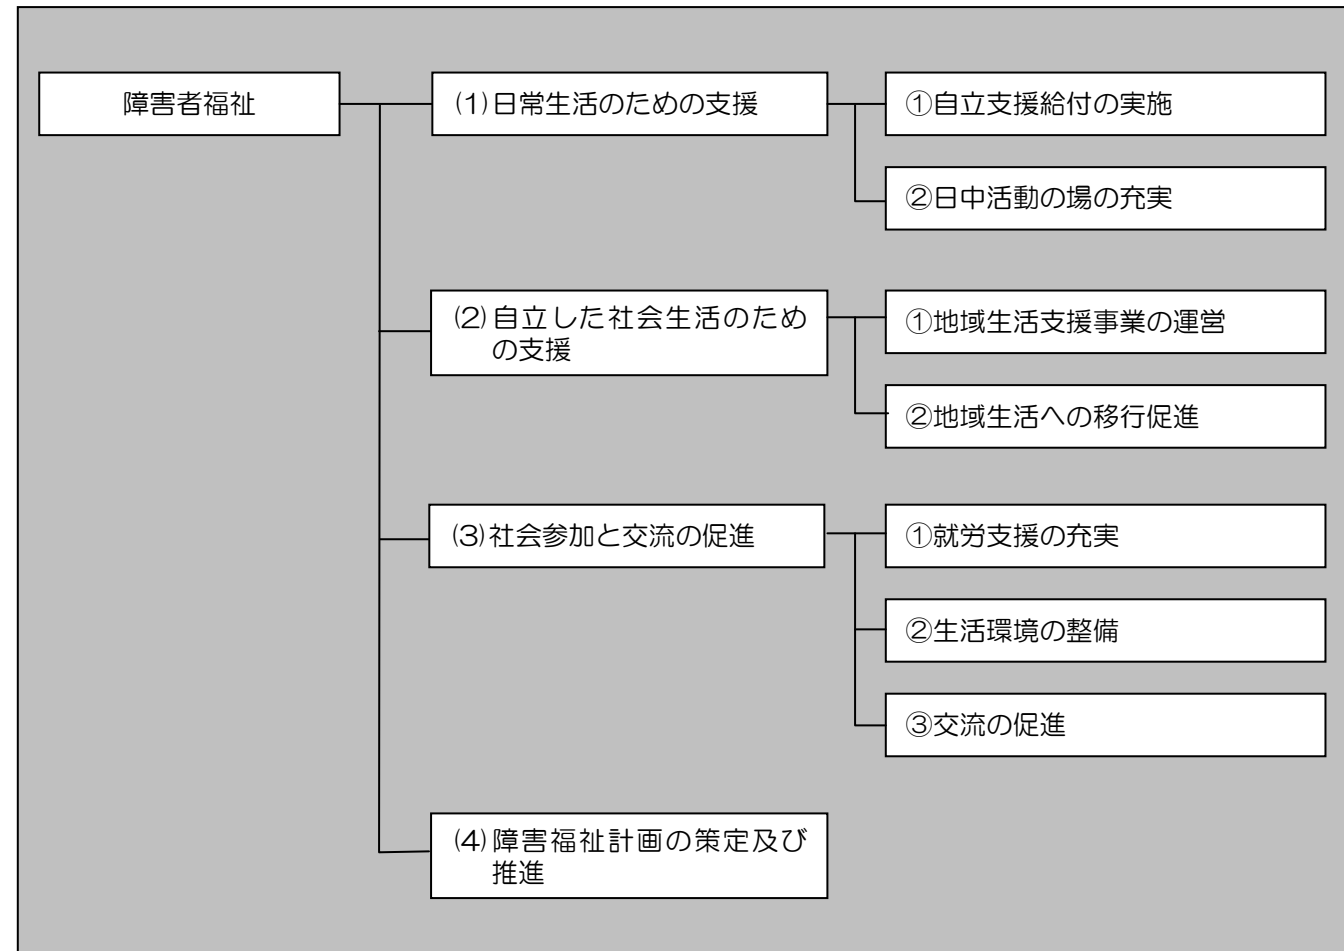 障害者福祉
⑴日常生活のための支援
①自立支援給付の実施
②日中活動の場の充実
⑵自立した社会生活のため
の支援
①地域生活支援事業の運営
②地域生活への移行促進
⑶社会参加と交流の促進
①就労支援の充実
②生活環境の整備
③交流の促進
⑷障害福祉計画の策定及び
推進